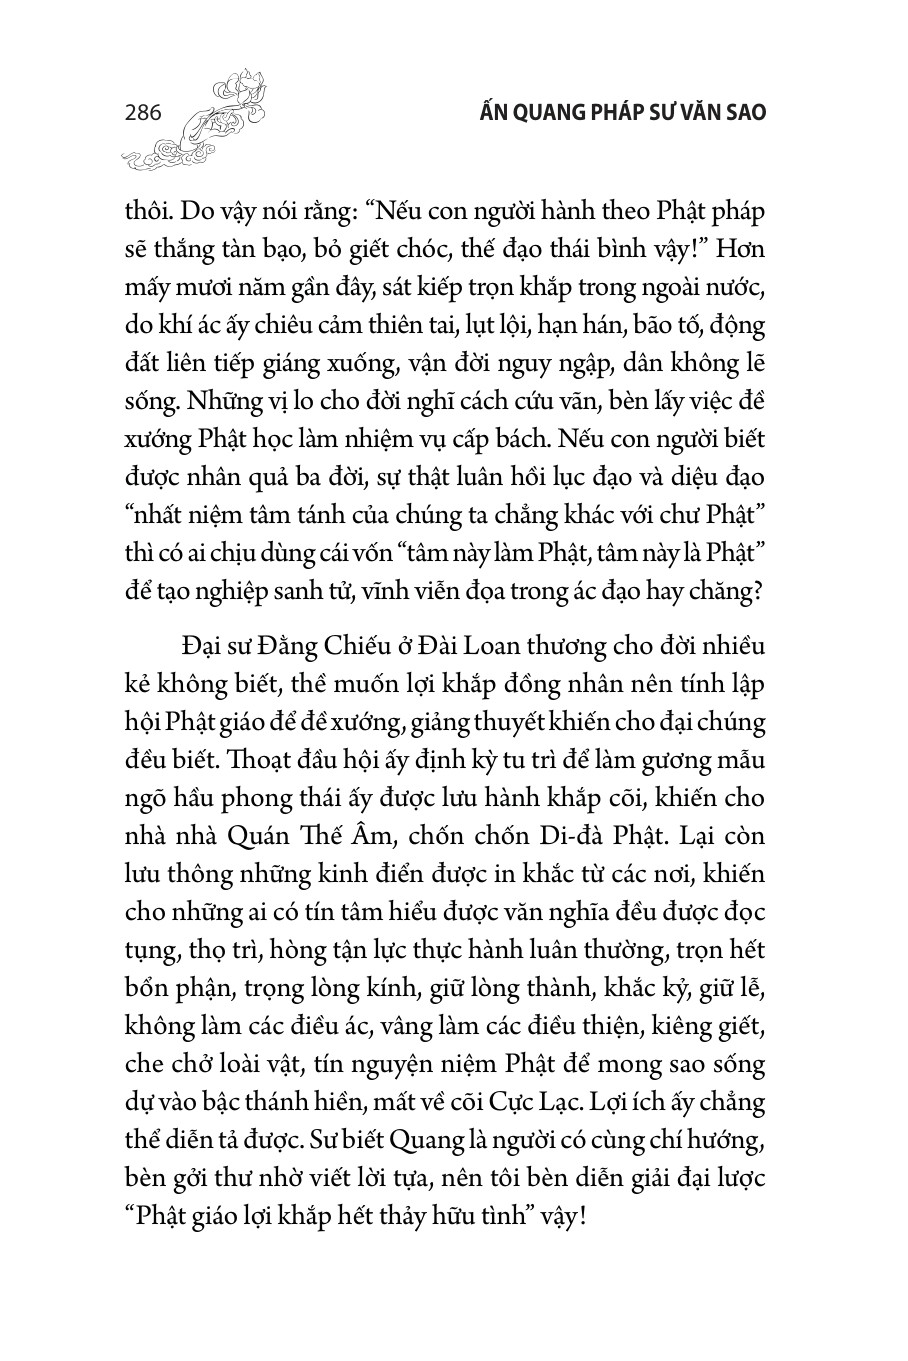 286
ẤN QUANG PHÁP SƯ VĂN SAO
thôi. Do vậy nói rằng: “Nếu con người hành theo Phật pháp
sẽ thắng tàn bạo, bỏ giết chóc, thế đạo thái bình vậy!” Hơn
mấy mươi năm gần đây, sát kiếp trọn khắp trong ngoài nước,
do khí ác ấy chiêu cảm thiên tai, lụt lội, hạn hán, bão tố, động
đất liên tiếp giáng xuống, vận đời nguy ngập, dân không lẽ
sống. Những vị lo cho đời nghĩ cách cứu vãn, bèn lấy việc đề
xướng Phật học làm nhiệm vụ cấp bách. Nếu con người biết
được nhân quả ba đời, sự thật luân hồi lục đạo và diệu đạo
“nhất niệm tâm tánh của chúng ta chẳng khác với chư Phật”
thì có ai chịu dùng cái vốn “tâm này làm Phật, tâm này là Phật”
để tạo nghiệp sanh tử, vĩnh viễn đọa trong ác đạo hay chăng?
Đại sư Đằng Chiếu ở Đài Loan thương cho đời nhiều
kẻ không biết, thề muốn lợi khắp đồng nhân nên tính lập
hội Phật giáo để đề xướng, giảng thuyết khiến cho đại chúng
đều biết. Thoạt đầu hội ấy định kỳ tu trì để làm gương mẫu
ngõ hầu phong thái ấy được lưu hành khắp cõi, khiến cho
nhà nhà Quán Thế Âm, chốn chốn Di-đà Phật. Lại còn
lưu thông những kinh điển được in khắc từ các nơi, khiến
cho những ai có tín tâm hiểu được văn nghĩa đều được đọc
tụng, thọ trì, hòng tận lực thực hành luân thường, trọn hết
bổn phận, trọng lòng kính, giữ lòng thành, khắc kỷ, giữ lễ,
không làm các điều ác, vâng làm các điều thiện, kiêng giết,
che chở loài vật, tín nguyện niệm Phật để mong sao sống
dự vào bậc thánh hiền, mất về cõi Cực Lạc. Lợi ích ấy chẳng
thể diễn tả được. Sư biết Quang là người có cùng chí hướng,
bèn gởi thư nhờ viết lời tựa, nên tôi bèn diễn giải đại lược
“Phật giáo lợi khắp hết thảy hữu tình” vậy!